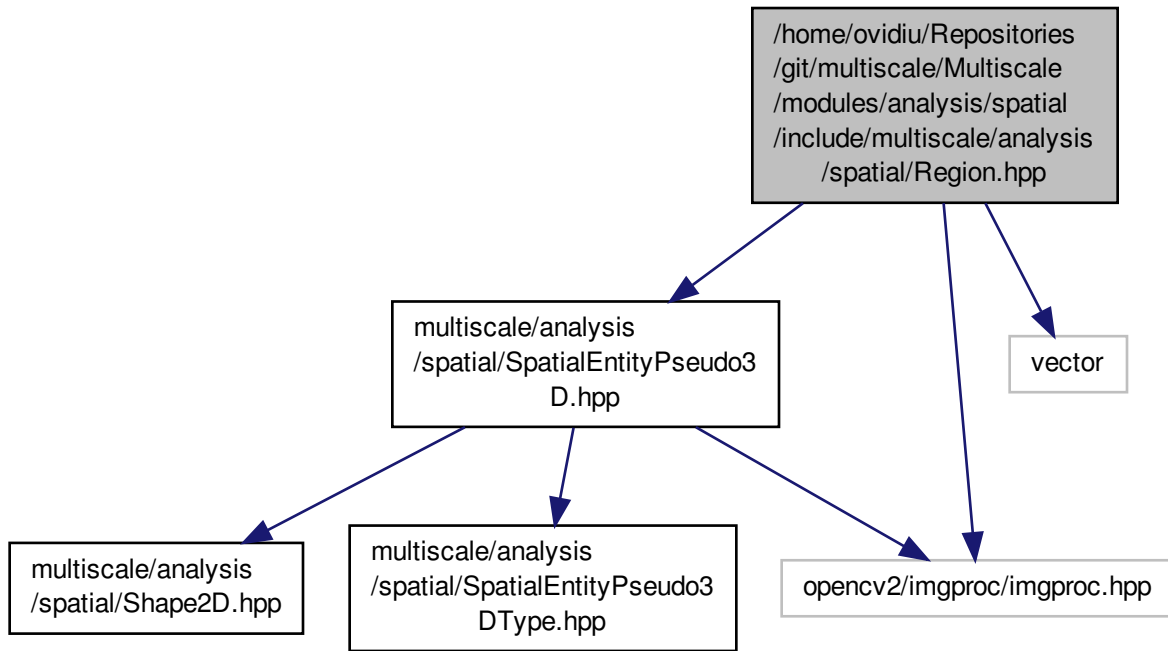 /home/ovidiu/Repositories
/git/multiscale/Multiscale
/modules/analysis/spatial
/include/multiscale/analysis
/spatial/Region.hpp
multiscale/analysis
/spatial/SpatialEntityPseudo3
D.hpp
vector
multiscale/analysis
/spatial/Shape2D.hpp
multiscale/analysis
/spatial/SpatialEntityPseudo3
DType.hpp
opencv2/imgproc/imgproc.hpp